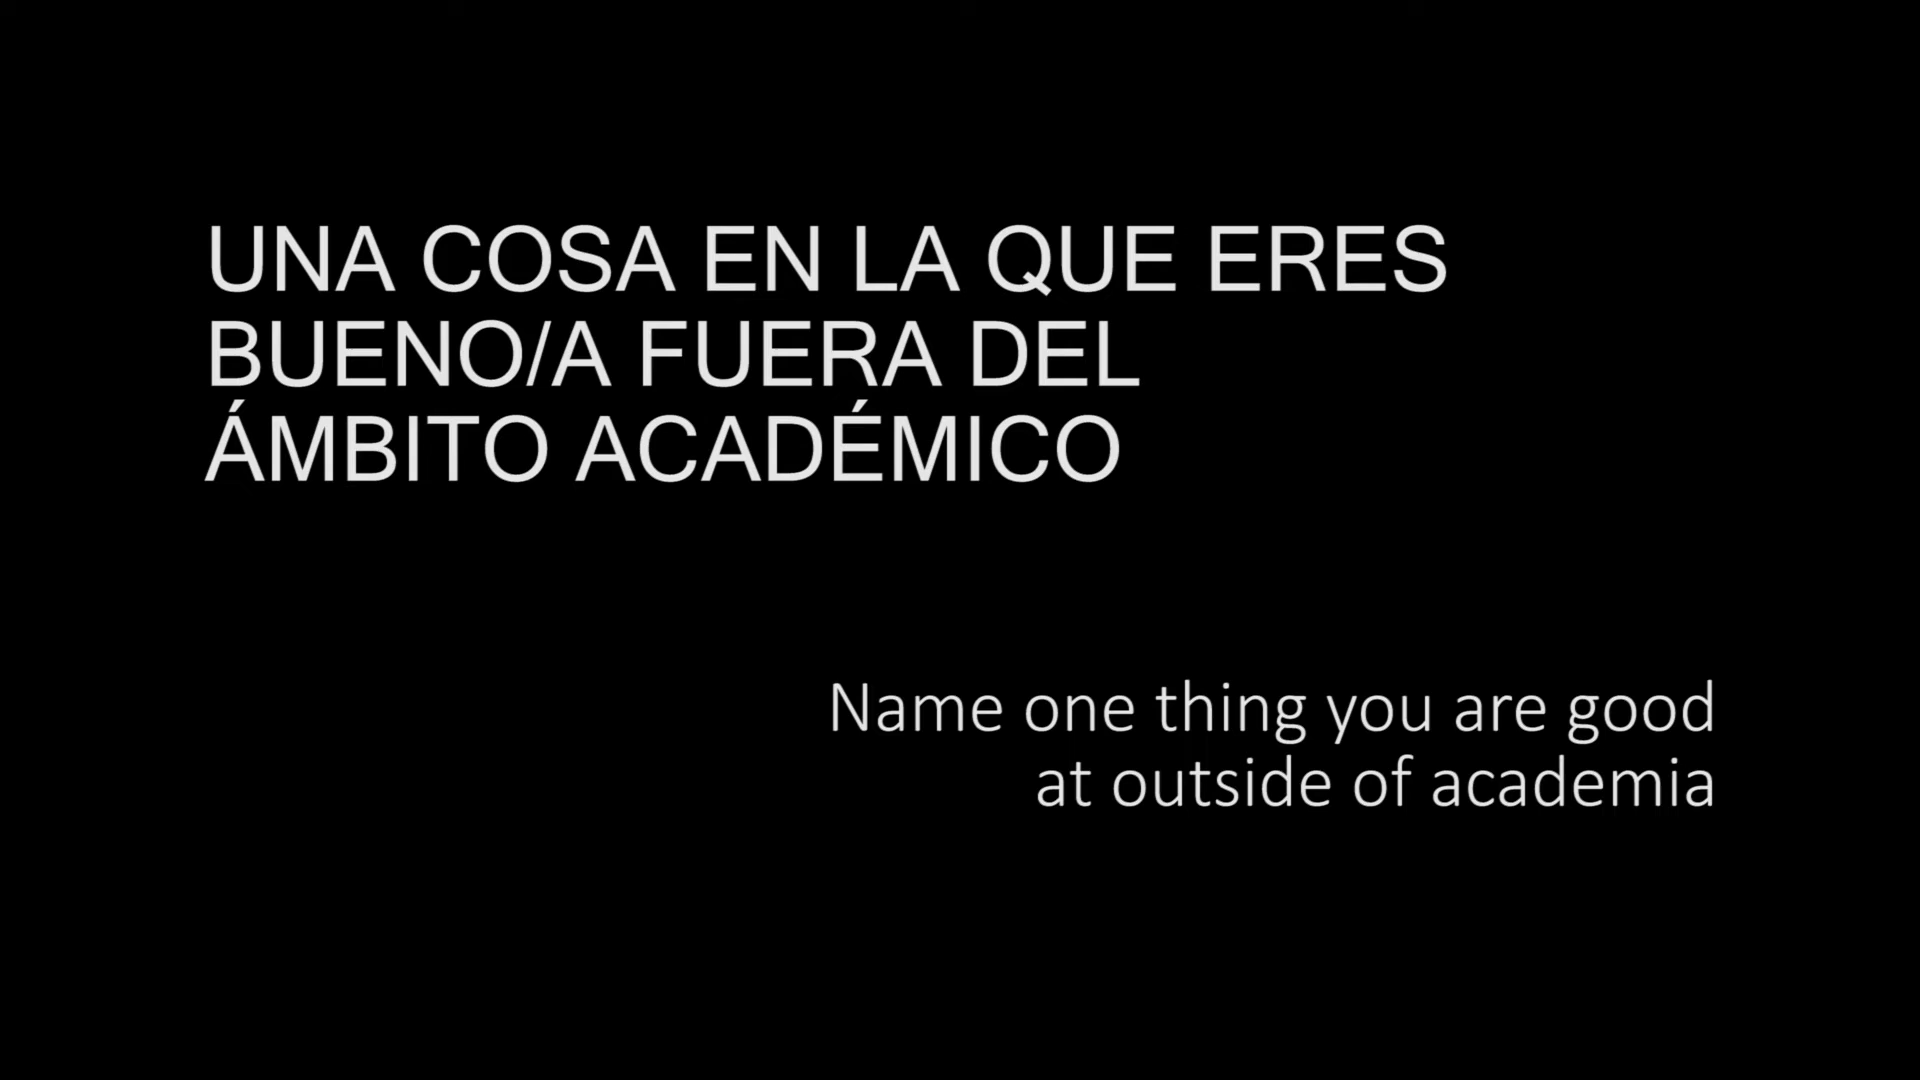 UNA COSA EN LA QUE ERES
BUENO/A FUERA DEL
ÁMBITO ACADÉMICO
Name one thing you are good
at outside of academia